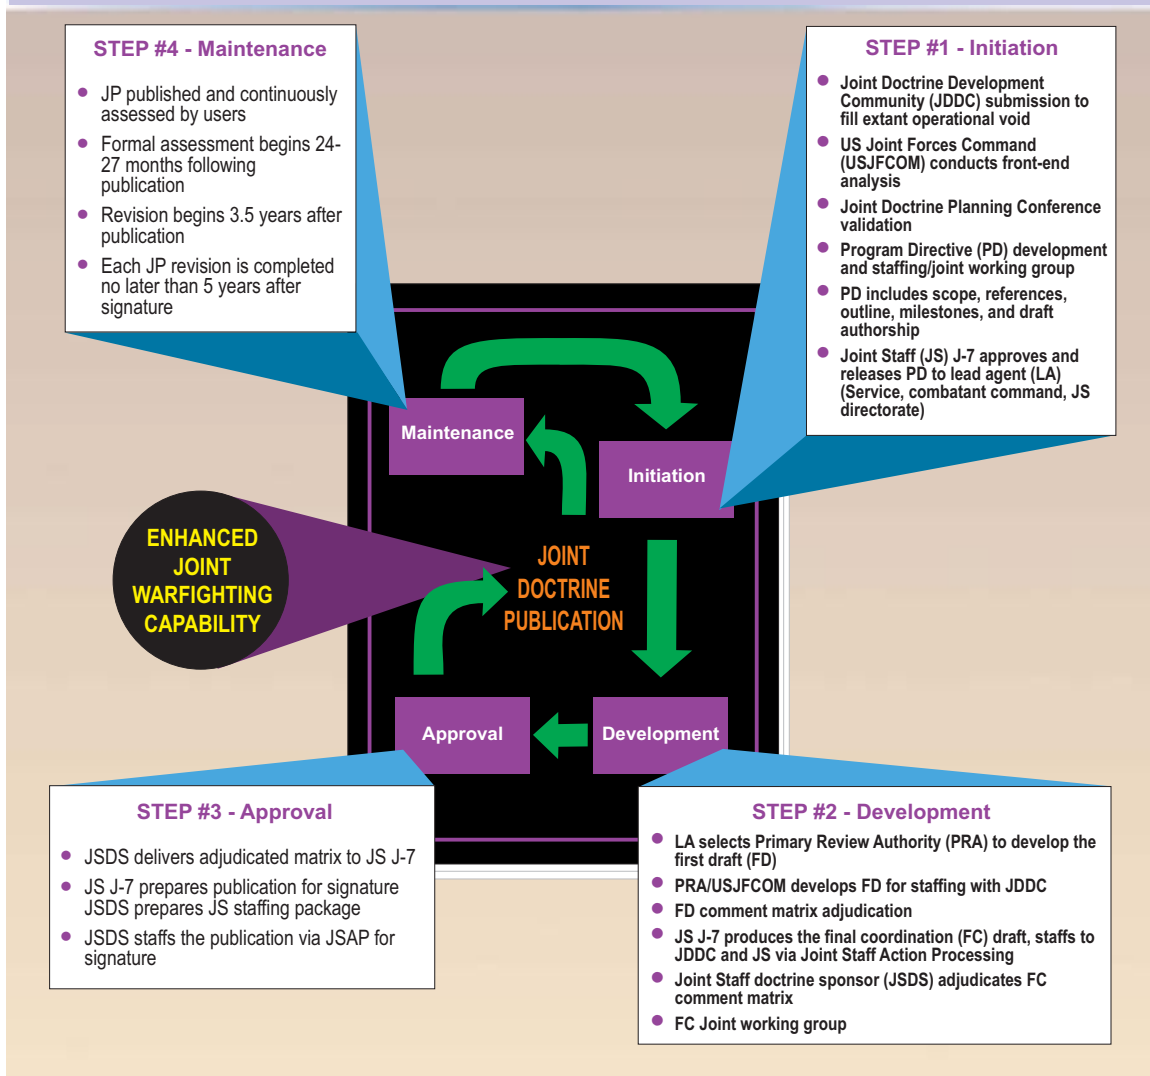 STEP #4 - Maintenance
• JP published and continuously
assessed by users
• Formal assessment begins 24-
27 months following
publication
• Revision begins 3.5 years after
publication
• Each JP revision is completed
no later than 5 years after
signature
STEP #1 - Initiation
• Joint Doctrine Development
Community (JDDC) submission to
fill extant operational void
• US Joint Forces Command
(USJFCOM) conducts front-end
analysis
• Joint Doctrine Planning Conference
validation
• Program Directive (PD) development
and staffing/joint working group
• PD includes scope, references,
outline, milestones, and draft
authorship
• Joint Staff (JS) J-7 approves and
releases PD to lead agent (LA)
(Service, combatant command, JS
directorate)
Maintenance
Initiation
ENHANCED
JOINT
WARFIGHTING
CAPABILITY
JOINT
DOCTRINE
PUBLICATION
Approval
Development
STEP #3 - Approval
• JSDS delivers adjudicated matrix to JS J-7
• JS J-7 prepares publication for signature
JSDS prepares JS staffing package
• JSDS staffs the publication via JSAP for
signature
STEP #2 - Development
• LA selects Primary Review Authority (PRA) to develop the
first draft (FD)
• PRA/USJFCOM develops FD for staffing with JDDC
• FD comment matrix adjudication
• JS J-7 produces the final coordination (FC) draft, staffs to
JDDC and JS via Joint Staff Action Processing
• Joint Staff doctrine sponsor (JSDS) adjudicates FC
comment matrix
• FC Joint working group